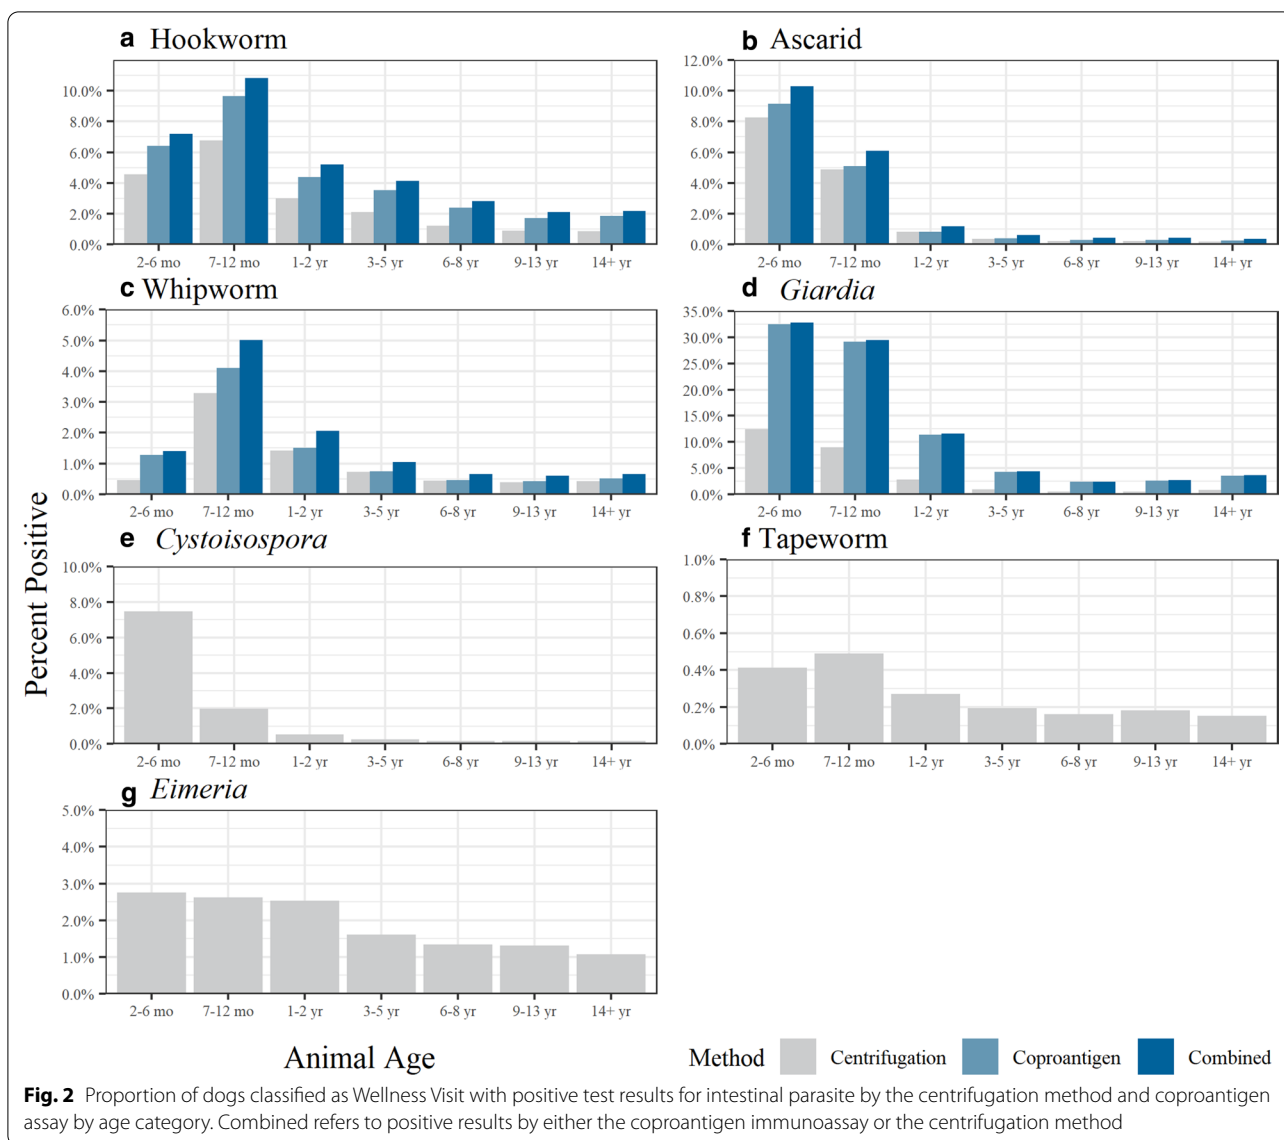 a Hookworm
10.0%
8.0%
6.0%
4.0%
2.0%
0.0%
2-6 mo 7-12 mo 1-2 yr 3-5 yr 6-8 yr 9-13 yr 14+ yr
b Ascarid
12.0%
10.0%
8.0%
6.0%
4.0%
2.0%
0.0%
2-6 mo 7-12 mo 1-2 yr 3-5 yr 6-8 yr 9-13 yr 14+ yr
c Whipworm
6.0%
5.0%
4.0%
3.0%
2.0%
1.0%
0.0%
2-6 mo 7-12 mo 1-2 yr 3-5 yr 6-8 yr 9-13 yr 14+ yr
d Giardia
35.0%
30.0%
25.0%
20.0%
15.0%
10.0%
5.0%
0.0%
2-6 mo 7-12 mo 1-2 yr 3-5 yr 6-8 yr 9-13 yr 14+ yr
e Cystoisospora
10.0%
8.0%
6.0%
4.0%
2.0%
0.0%
2-6 mo 7-12 mo 1-2 yr 3-5 yr 6-8 yr 9-13 yr 14+ yr
f Tapeworm
1.0%
0.8%
0.6%
0.4%
0.2%
0.0%
2-6 mo 7-12 mo 1-2 yr 3-5 yr 6-8 yr 9-13 yr 14+ yr
g Eimeria
5.0%
4.0%
3.0%
2.0%
1.0%
0.0%
2-6 mo 7-12 mo 1-2 yr 3-5 yr 6-8 yr 9-13 yr 14+ yr
Percent Positive
Animal Age
Method Centrifugation Coproantigen Combined
Fig. 2 Proportion of dogs classified as Wellness Visit with positive test results for intestinal parasite by the centrifugation method and coproantigen
assay by age category. Combined refers to positive results by either the coproantigen immunoassay or the centrifugation method